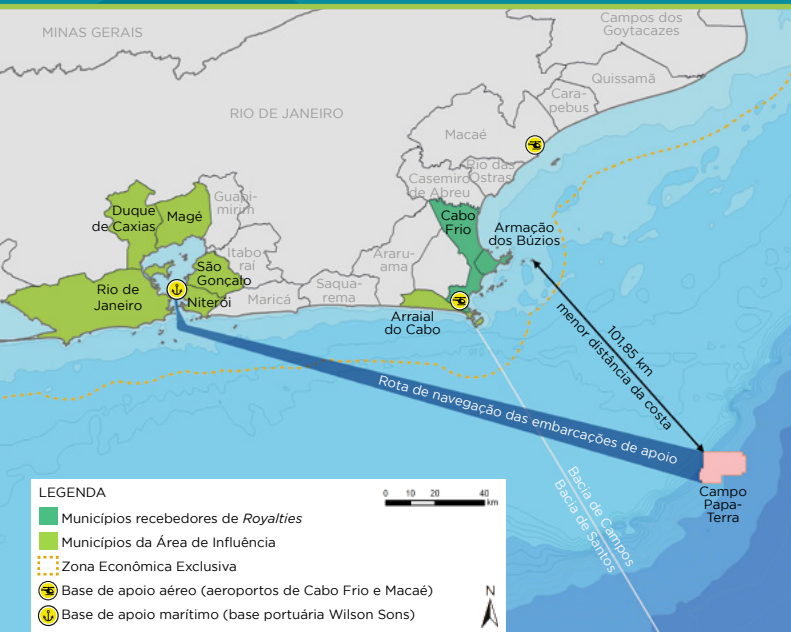 MINAS GERAIS
Campos dos
Goytacazes
Quissamã
Cara-
pebus
RIO DE JANEIRO
Macaé
Rio das
Ostras
Casemiro
de Abreu
Duque
de Caxias
Magé
Guapi-
mirim
Cabo
Frio
Armação
dos Búzios
Itabo-
raí
São
Gonçalo
Araru-
ama
Rio de
Janeiro
Niterói
Maricá
Saqua-
rema
Arraial
do Cabo
101,85 km
menor distância da costa
Rota de navegação das embarcações de apoio
Campo
Papa-
Terra
Bacia de Campos
Bacia de Santos
LEGENDA
0 10 20 40
km
Municípios recebedores de Royalties
Municípios da Área de Influência
Zona Econômica Exclusiva
Base de apoio aéreo (aeroportos de Cabo Frio e Macaé)
Base de apoio marítimo (base portuária Wilson Sons)
N